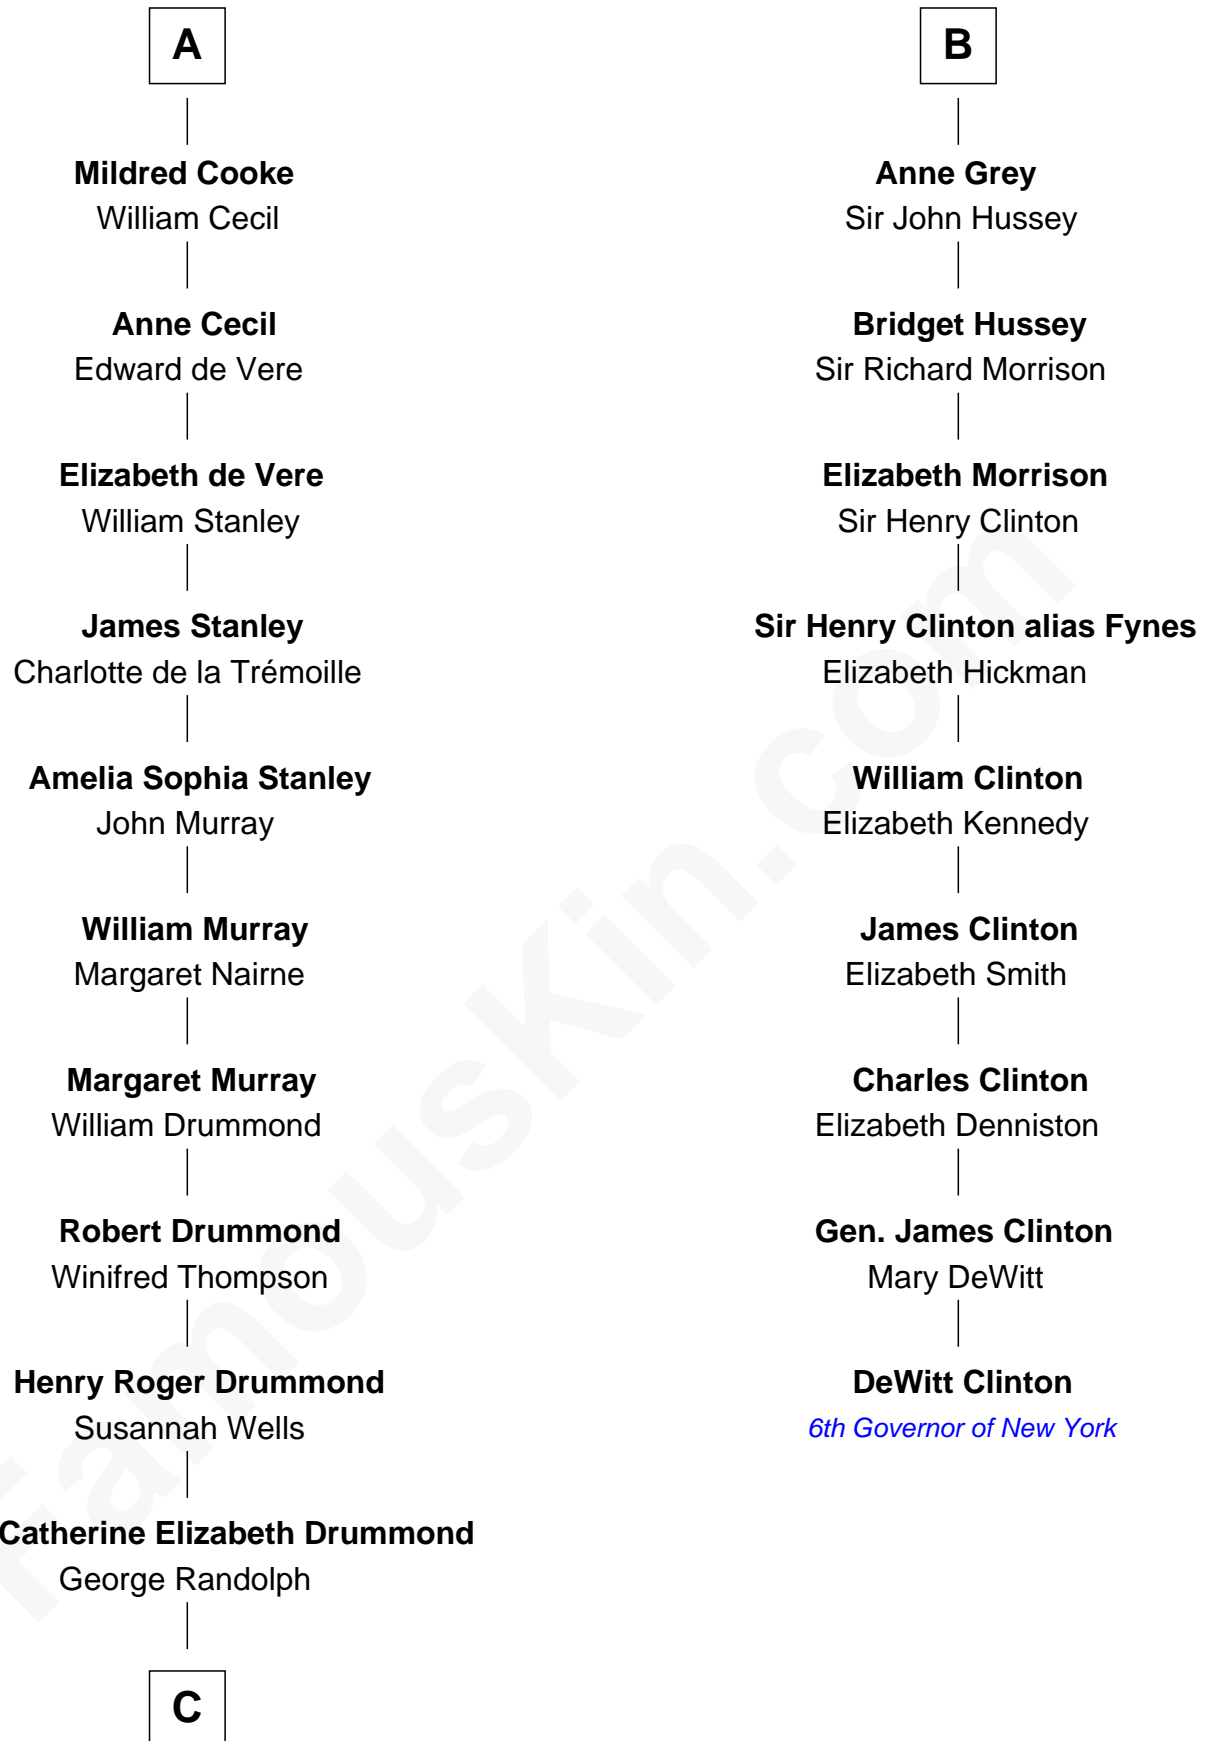 A
Mildred Cooke
William Cecil
Anne Cecil
Edward de Vere
Elizabeth de Vere
William Stanley
James Stanley
Charlotte de la Trémoille
Amelia Sophia Stanley
John Murray
William Murray
Margaret Nairne
Margaret Murray
William Drummond
Robert Drummond
Winifred Thompson
Henry Roger Drummond
Susannah Wells
Catherine Elizabeth Drummond
George Randolph
C
B
Anne Grey
Sir John Hussey
Bridget Hussey
Sir Richard Morrison
Elizabeth Morrison
Sir Henry Clinton
Sir Henry Clinton alias Fynes
Elizabeth Hickman
William Clinton
Elizabeth Kennedy
James Clinton
Elizabeth Smith
Charles Clinton
Elizabeth Denniston
Gen. James Clinton
Mary DeWitt
DeWitt Clinton
6th Governor of New York
FamousKin.com